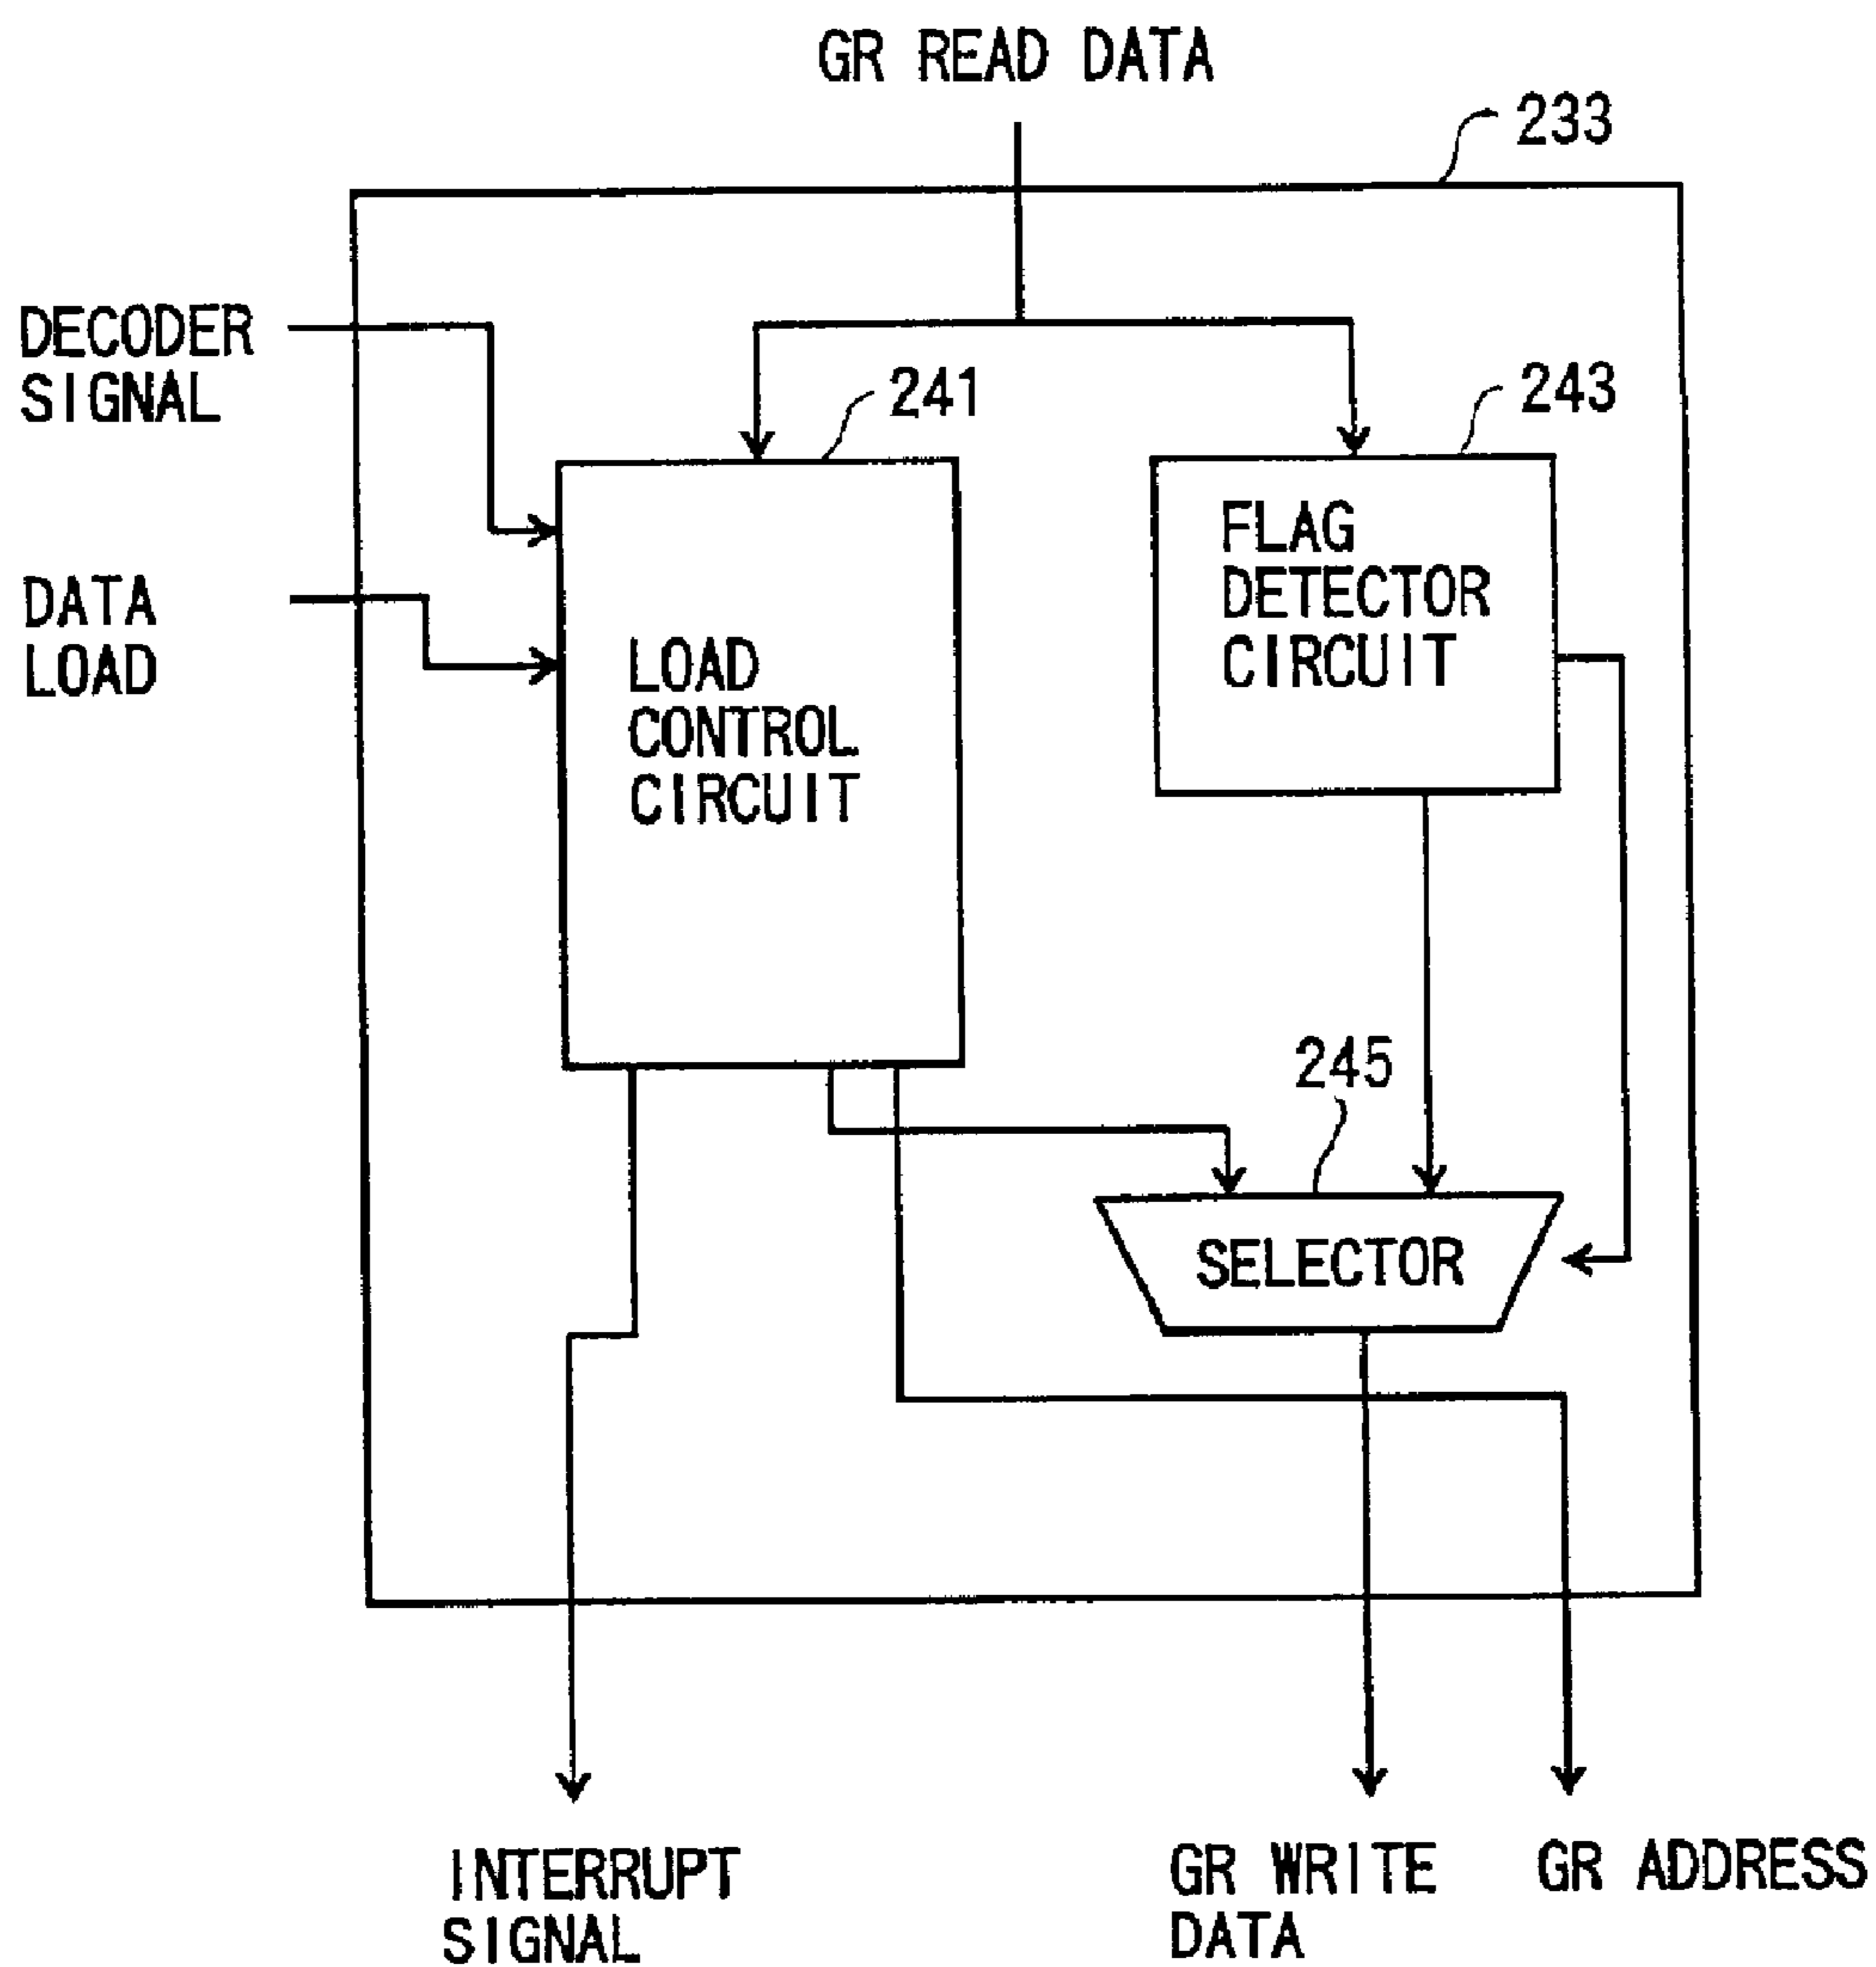 GR READ DATA
233
DECODER
SIGNAL
241
243
DATA
LOAD
LOAD
CONTROL
CIRCUIT
FLAG
DETECTOR
CIRCUIT
245
SELECTOR
INTERRUPT
SIGNAL
GR WRITE
DATA
GR ADDRESS